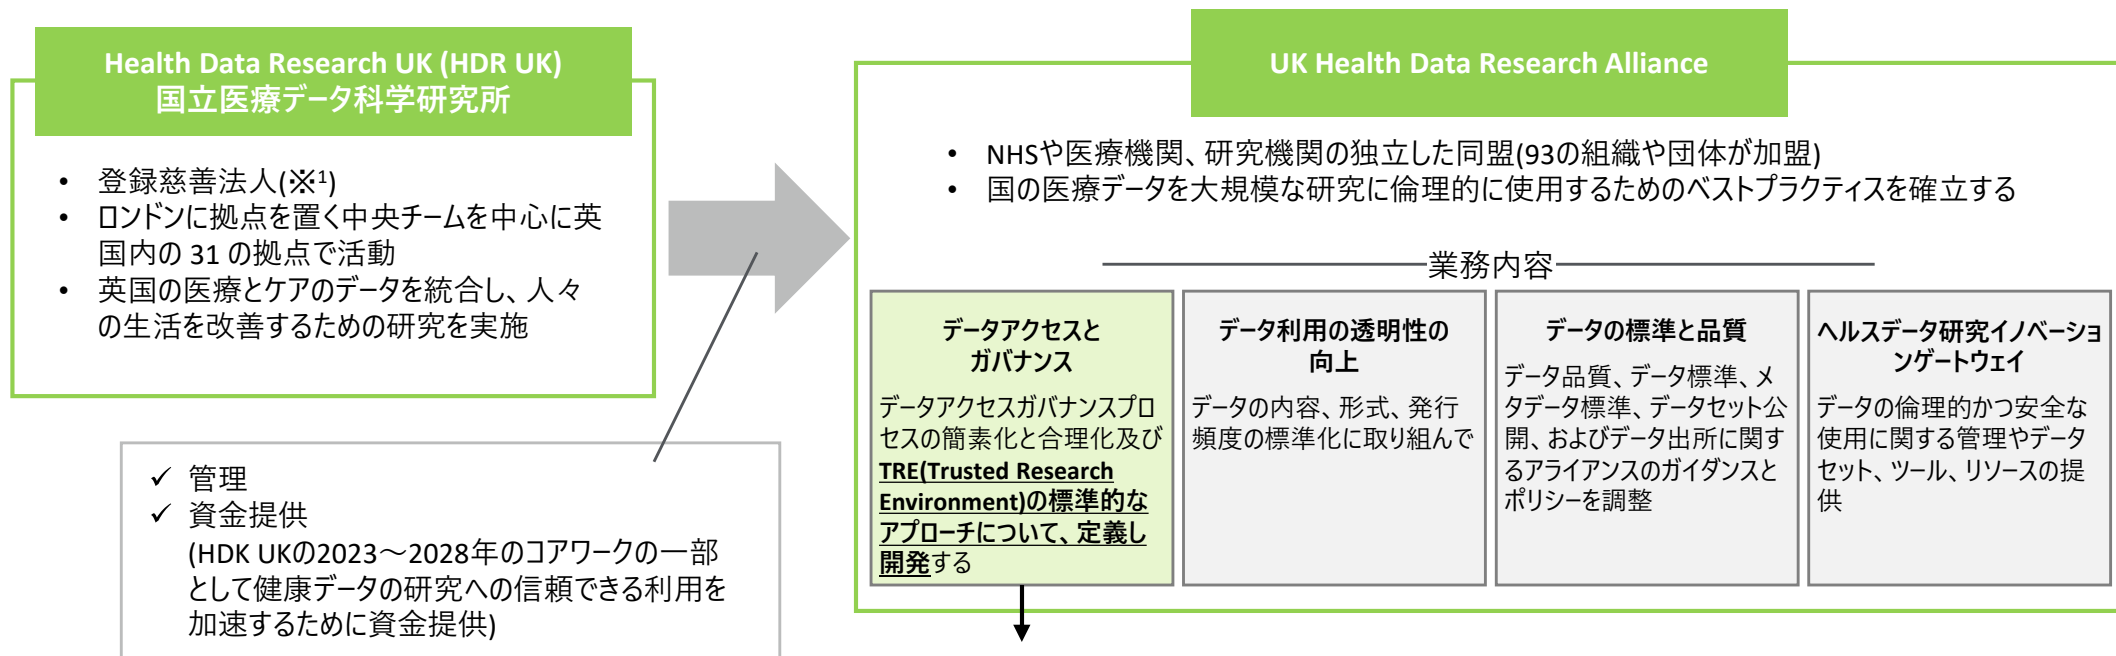 Health Data Research UK (HDR UK)
国立医療データ科学研究所
• 登録慈善法人(※1)
• ロンドンに拠点を置く中央チームを中心に英
国内の 31 の拠点で活動
• 英国の医療とケアのデータを統合し、人々
の生活を改善するための研究を実施
✓ 管理
✓ 資金提供
(HDK UKの2023～2028年のコアワークの一部
として健康データの研究への信頼できる利用を
加速するために資金提供)
UK Health Data Research Alliance
• NHSや医療機関、研究機関の独立した同盟(93の組織や団体が加盟)
• 国の医療データを大規模な研究に倫理的に使用するためのベストプラクティスを確立する
業務内容
データアクセスと
ガバナンス
データアクセスガバナンスプロ
セスの簡素化と合理化及び
TRE(Trusted Research
Environment)の標準的な
アプローチについて、定義し
開発する
データ利用の透明性の
向上
データの内容、形式、発行
頻度の標準化に取り組んで
データの標準と品質
データ品質、データ標準、メ
タデータ標準、データセット公
開、およびデータ出所に関す
るアライアンスのガイダンスと
ポリシーを調整
ヘルスデータ研究イノベーショ
ンゲートウェイ
データの倫理的かつ安全な
使用に関する管理やデータ
セット、ツール、リソースの提
供